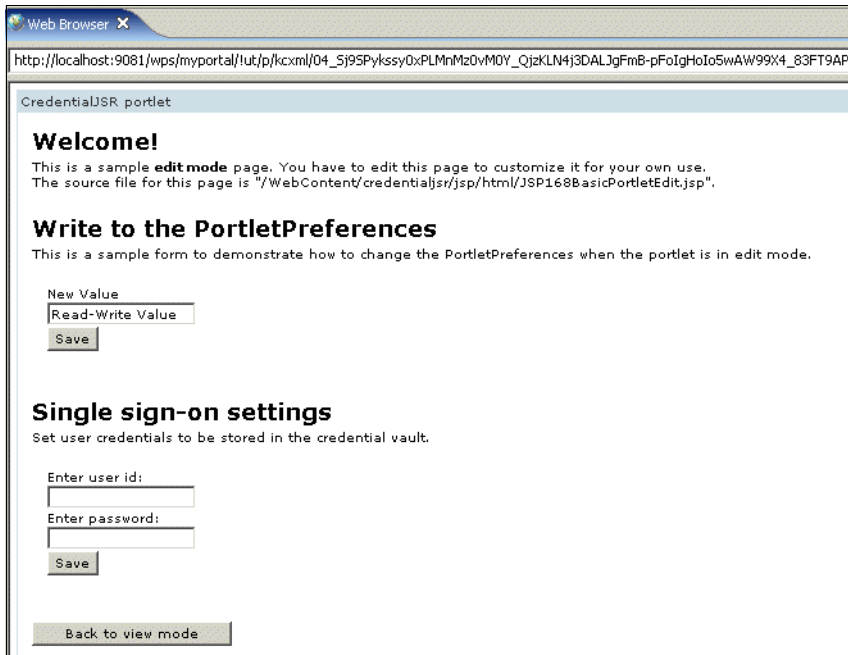 Web Browser
http://localhost:9081/wps/myportal/!ut/p/kcxml/04_Sj9SPykssy0xPLMnMz0vM0Y_QjzKLN4j3DALJgFmB-pFoIgHoIo5wAW99X4_83FT9AP
CredentialJSR portlet
Welcome!
This is a sample edit mode page. You have to edit this page to customize it for your own use.
The source file for this page is "/WebContent/credentialjsr/jsp/html/JSP168BasicPortletEdit.jsp".
Write to the PortletPreferences
This is a sample form to demonstrate how to change the PortletPreferences when the portlet is in edit mode.
New Value
Read-Write Value
Save
Single sign-on settings
Set user credentials to be stored in the credential vault.
Enter user id:
Enter password:
Save
Back to view mode